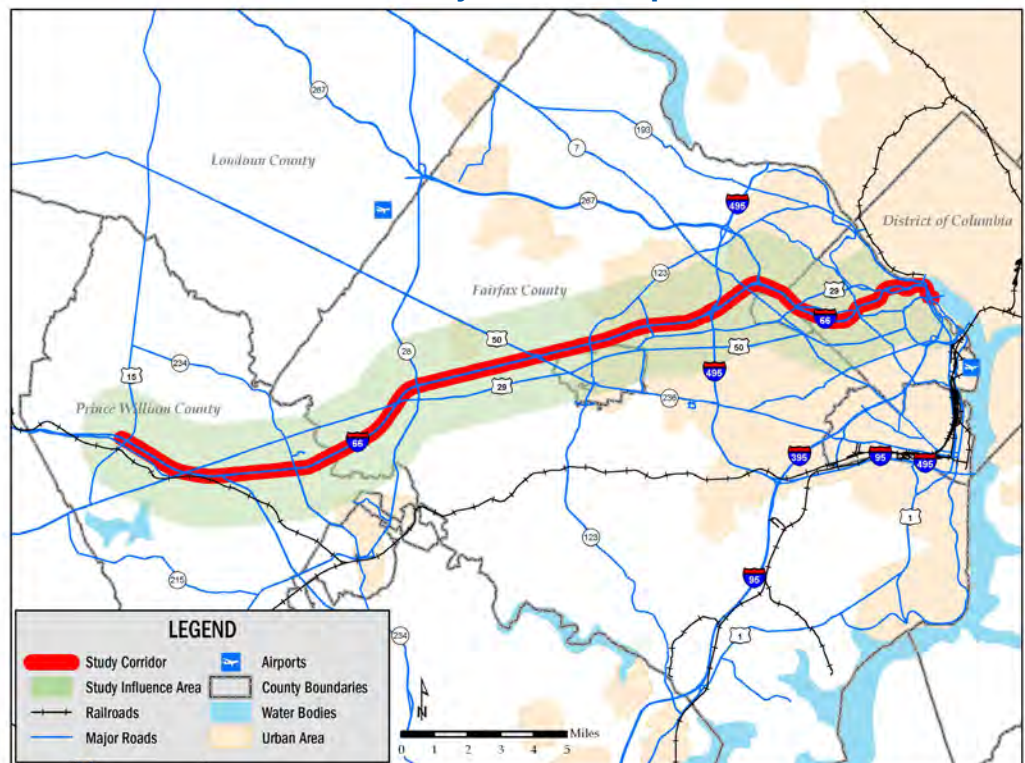 267
193
Loudoun County
7
267
495
District of Columbia
123
Fairfax County
29
66
50
28
50
15
234
29
495
236
Prince William County
66
395
95
495
1
123
215
95
234
1
LEGEND
Study Corridor
Airports
Study Influence Area
County Boundaries
Railroads
Water Bodies
Major Roads
Urban Area
N
Miles
0 1 2 3 4 5